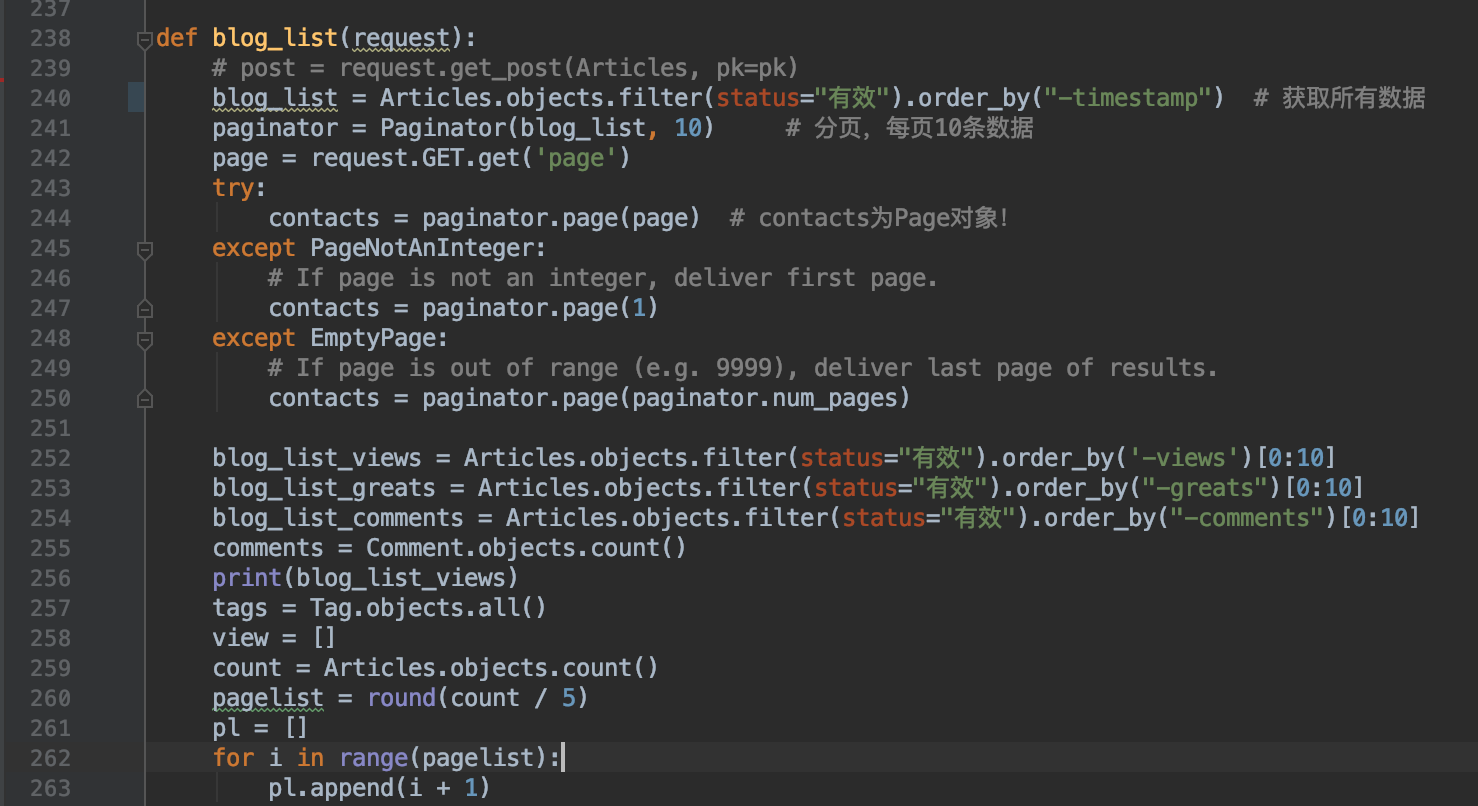 237
238 def blog_list(request):
239     # post = request.get_post(Articles, pk=pk)
240     blog_list = Articles.objects.filter(status="有效").order_by("-timestamp")  # 获取所有数据
241     paginator = Paginator(blog_list, 10)     # 分页，每页10条数据
242     page = request.GET.get('page')
243     try:
244         contacts = paginator.page(page)  # contacts为Page对象!
245     except PageNotAnInteger:
246         # If page is not an integer, deliver first page.
247         contacts = paginator.page(1)
248     except EmptyPage:
249         # If page is out of range (e.g. 9999), deliver last page of results.
250         contacts = paginator.page(paginator.num_pages)
251
252     blog_list_views = Articles.objects.filter(status="有效").order_by('-views')[0:10]
253     blog_list_greats = Articles.objects.filter(status="有效").order_by("-greats")[0:10]
254     blog_list_comments = Articles.objects.filter(status="有效").order_by("-comments")[0:10]
255     comments = Comment.objects.count()
256     print(blog_list_views)
257     tags = Tag.objects.all()
258     view = []
259     count = Articles.objects.count()
260     pagelist = round(count / 5)
261     pl = []
262     for i in range(pagelist):
263         pl.append(i + 1)